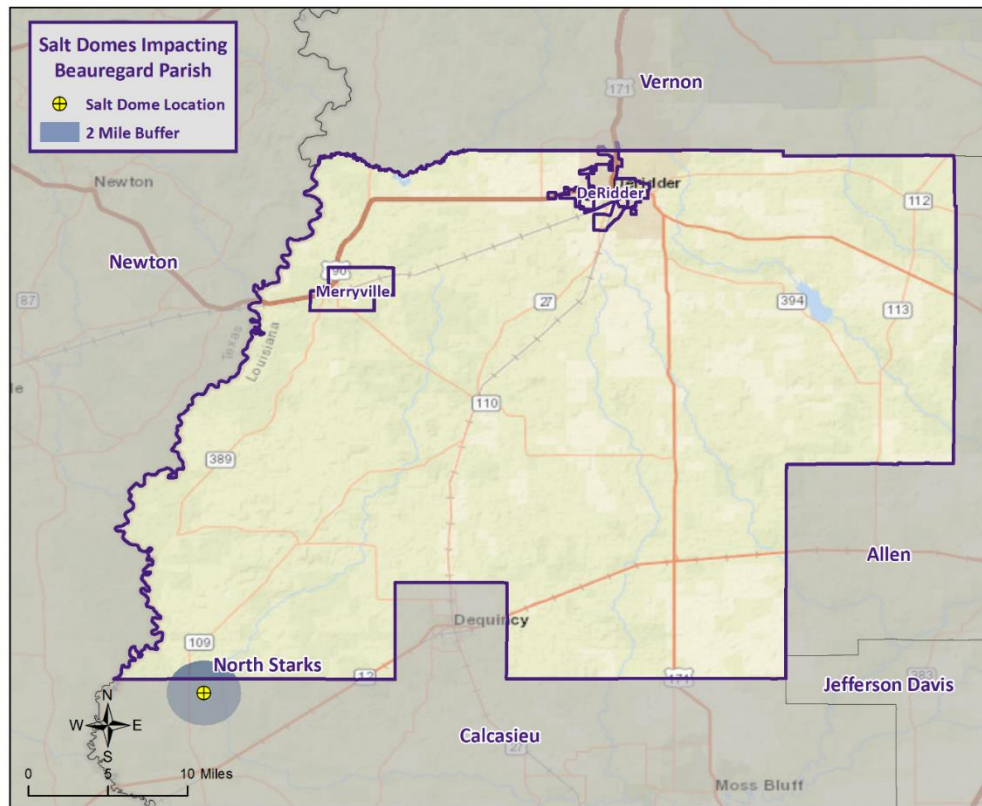 Salt Domes Impacting
Beauregard Parish
Salt Dome Location
2 Mile Buffer
171
Vernon
Newton
DeRidder
112
Newton
90
Merryville
87
27
394
113
Texas
Louisiana
110
389
Allen
Dequincy
109
North Starks
12
171
383
Jefferson Davis
N
W E
S
Calcasieu
27
0 5 10 Miles
Moss Bluff